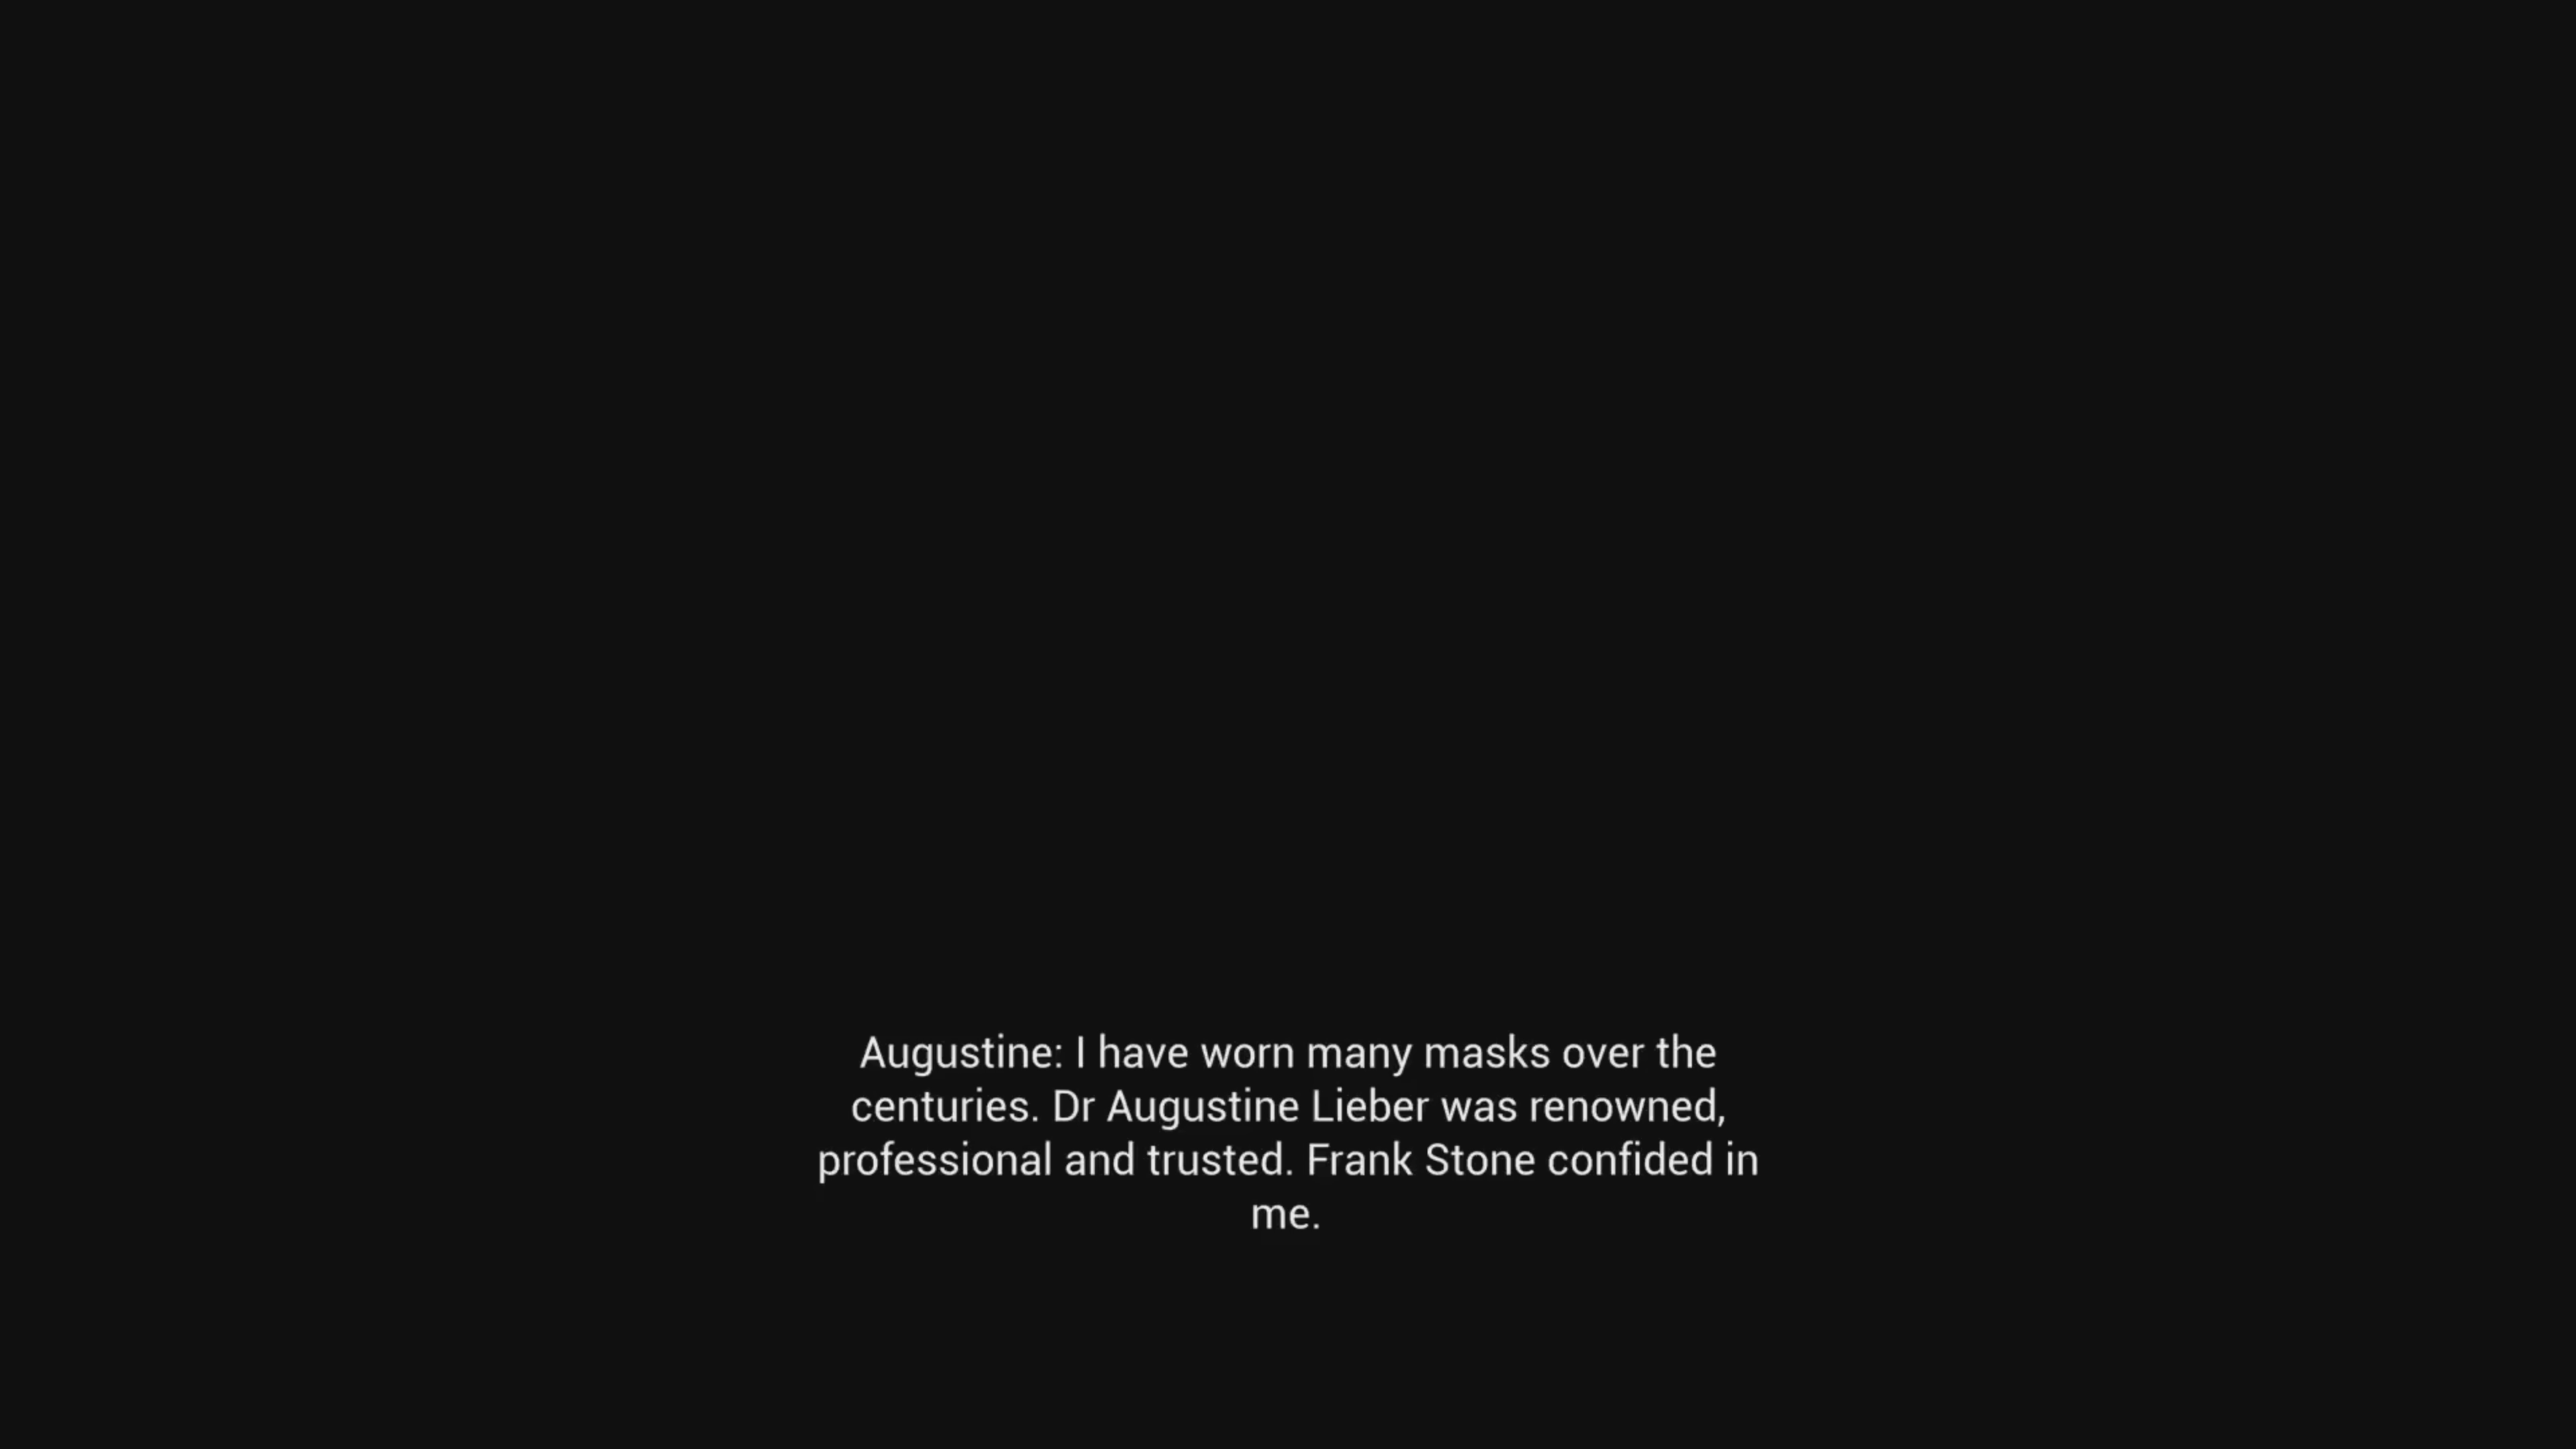 Augustine: I have worn many masks over the
centuries. Dr Augustine Lieber was renowned,
professional and trusted. Frank Stone confided in
me.